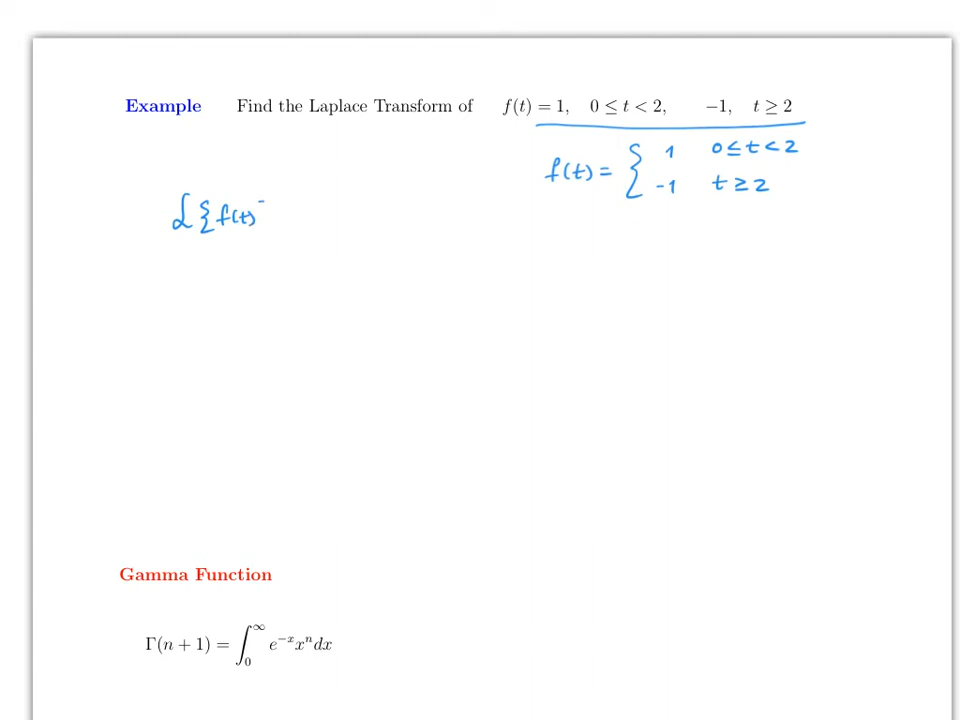 Example Find the Laplace Transform of f(t) = 1, 0 ≤ t < 2, −1, t ≥ 2
f(t) = { 1 0 ≤ t < 2
-1 t ≥ 2
ℒ{f(t)
Gamma Function
Γ(n + 1) = ∫₀^∞ e^{−x} x^n dx